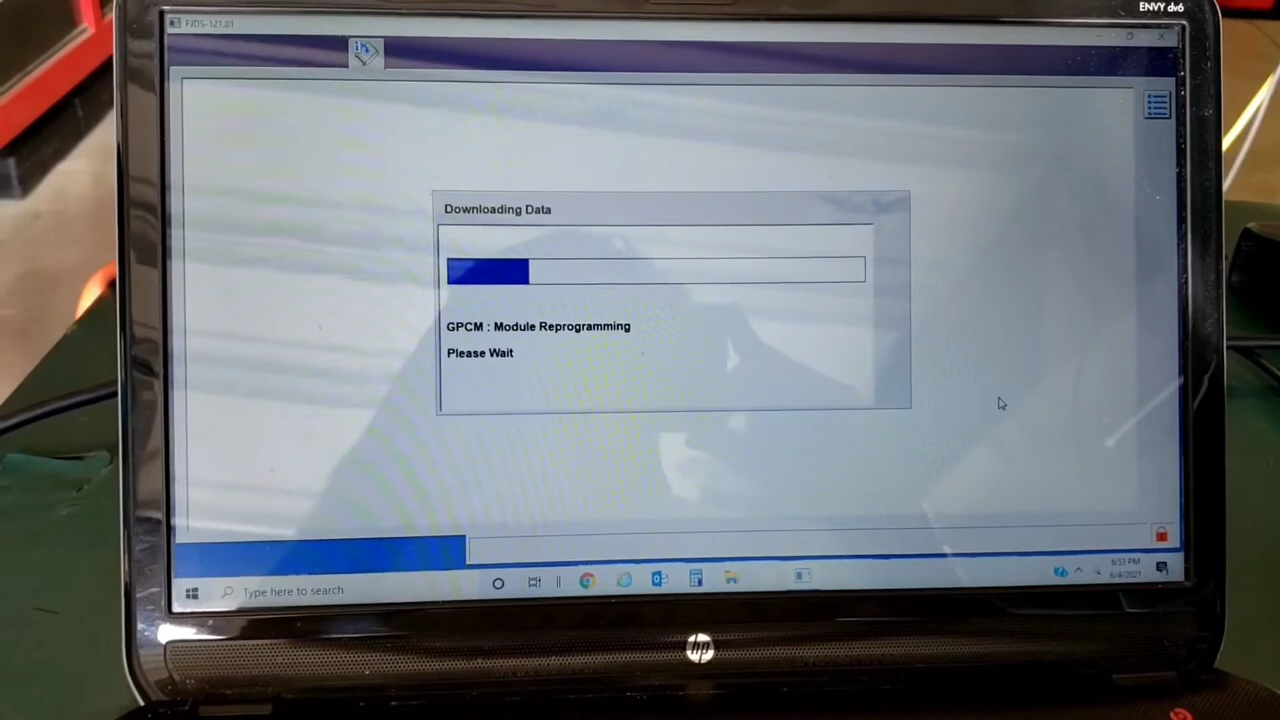 ENVY dv6
FJDS-121.01
Downloading Data
GPCM : Module Reprogramming
Please Wait
Type here to search
6:53 PM
6/4/2021
hp